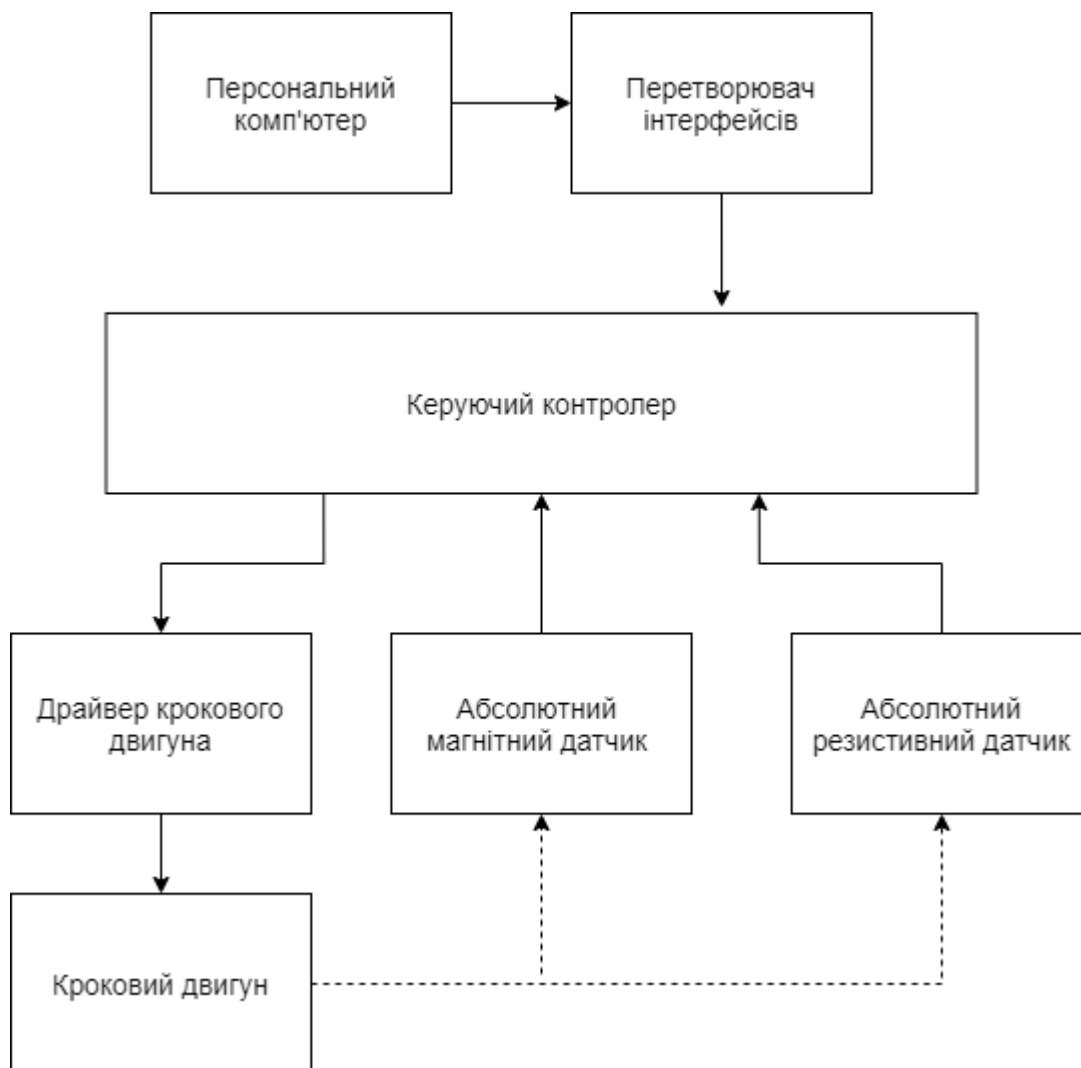 Персональний
комп'ютер
Перетворювач
інтерфейсів
Керуючий контролер
Драйвер крокового
двигуна
Абсолютний
магнітний датчик
Абсолютний
резистивний датчик
Кроковий двигун